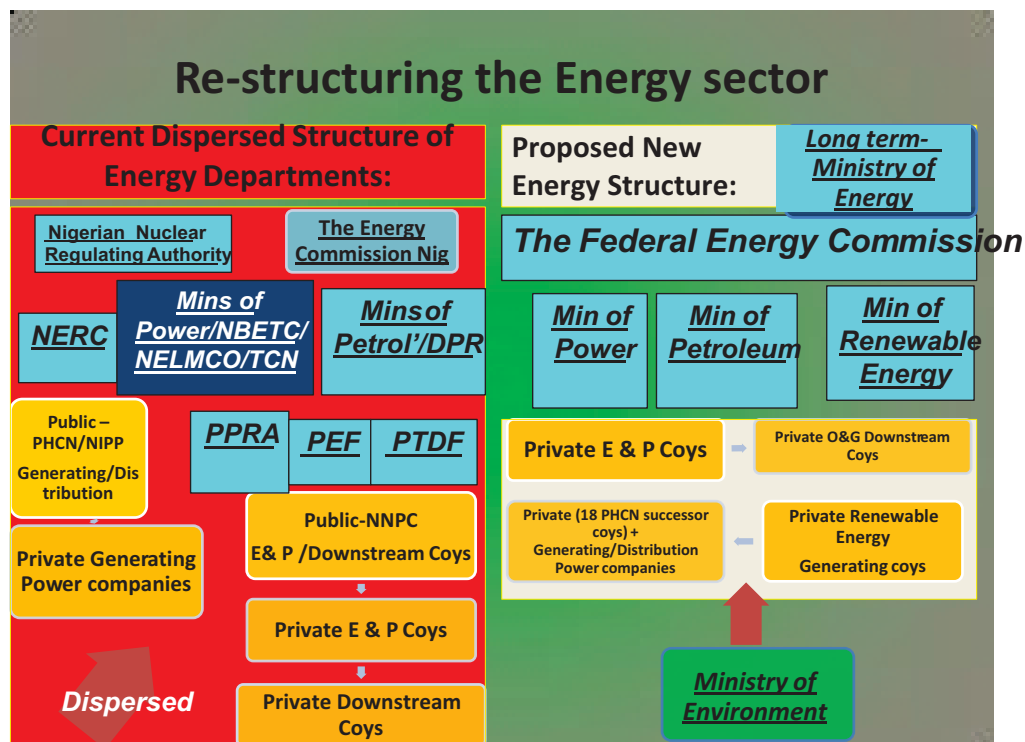 Re-structuring the Energy sector
Current Dispersed Structure of
Energy Departments:
Nigerian Nuclear
Regulating Authority
The Energy
Commission Nig
NERC
Mins of
Power/NBETC/
NELMCO/TCN
Mins of
Petrol'/DPR
Public –
PHCN/NIPP
Generating/Dis
tribution
PPRA
PEF
PTDF
Private Generating
Power companies
Public-NNPC
E& P /Downstream Coys
Private E & P Coys
Private Downstream
Coys
Dispersed
Proposed New
Energy Structure:
Long term-
Ministry of
Energy
The Federal Energy Commission
Min of
Power
Min of
Petroleum
Min of
Renewable
Energy
Private E & P Coys
Private O&G Downstream
Coys
Private (18 PHCN successor
coys) +
Generating/Distribution
Power companies
Private Renewable
Energy
Generating coys
Ministry of
Environment